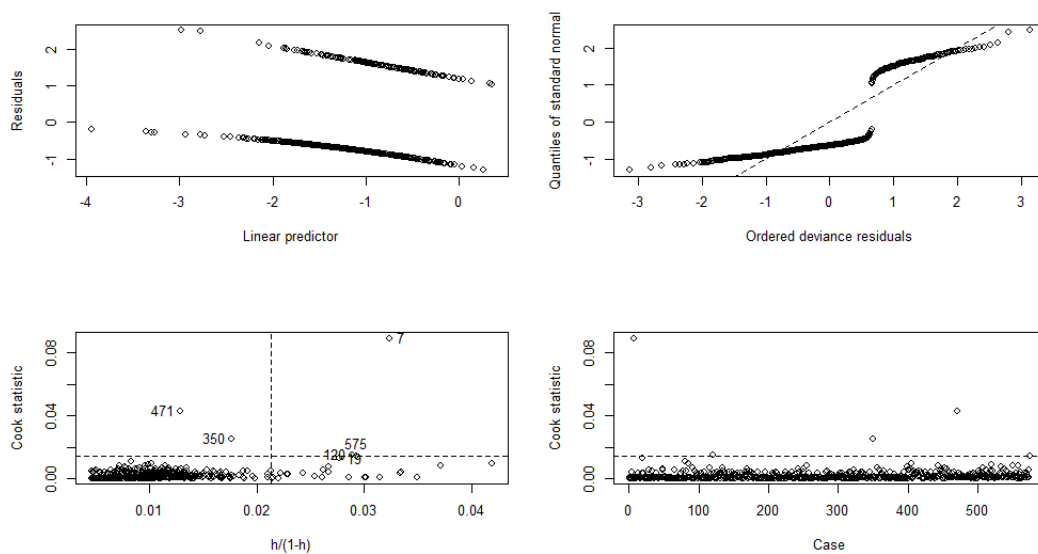 Residuals
2
1
0
-1
-4 -3 -2 -1 0
Linear predictor
Quantiles of standard normal
2
1
0
-1
-3 -2 -1 0 1 2 3
Ordered deviance residuals
Cook statistic
0.08
0.04
0.00
7
471
350
575
120
19
0.01 0.02 0.03 0.04
h/(1-h)
Cook statistic
0.08
0.04
0.00
0 100 200 300 400 500
Case